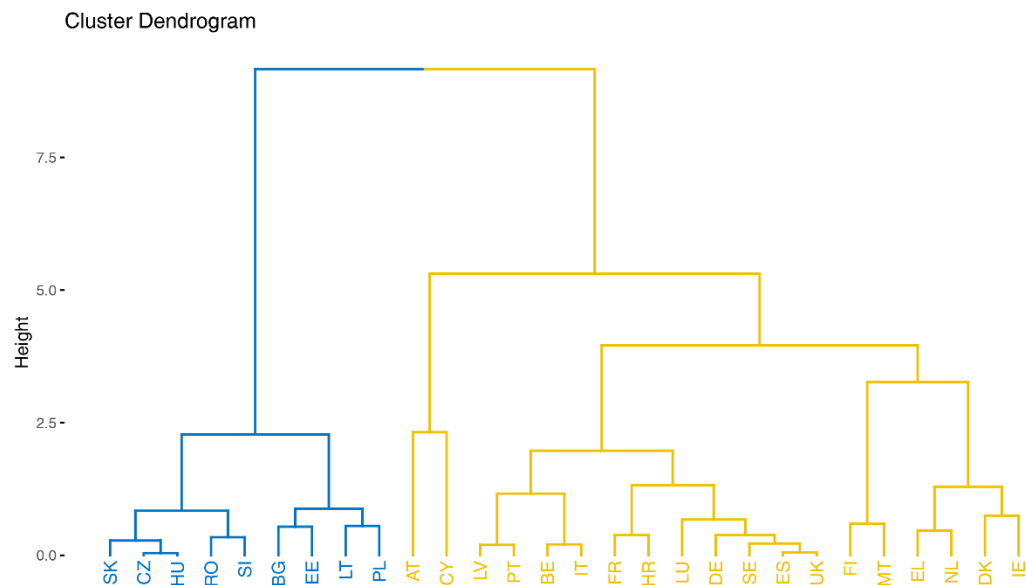 Cluster Dendrogram
Height
7.5
5.0
2.5
0.0
SK CZ HU RO SI BG EE LT PL AT CY LV PT BE IT FR HR LU DE SE ES UK FI MT EL NL DK IE